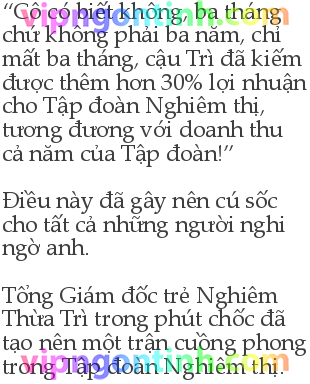 “Cô có biết không, ba tháng
chứ không phải ba năm, chỉ
mất ba tháng, cậu Trì đã kiếm
được thêm hơn 30% lợi nhuận
cho Tập đoàn Nghiêm thị,
tương đương với doanh thu
cả năm của Tập đoàn!”
Điều này đã gây nên cú sốc
cho tất cả những người nghi
ngờ anh.
Tổng Giám đốc trẻ Nghiêm
Thừa Trì trong phút chốc đã
tạo nên một trận cuồng phong
trong Tập đoàn Nghiêm thị.
vipngontinh.com
vipngontinh.com